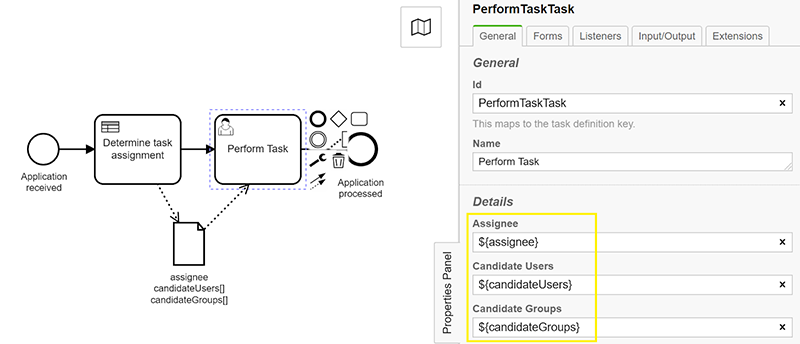 Determine task
assignment
Perform Task
Application
received
Application
processed
assignee
candidateUsers[]
candidateGroups[]
Properties Panel
PerformTaskTask
General Forms Listeners Input/Output Extensions
General
Id
PerformTaskTask
This maps to the task definition key.
Name
Perform Task
Details
Assignee
${assignee}
Candidate Users
${candidateUsers}
Candidate Groups
${candidateGroups}